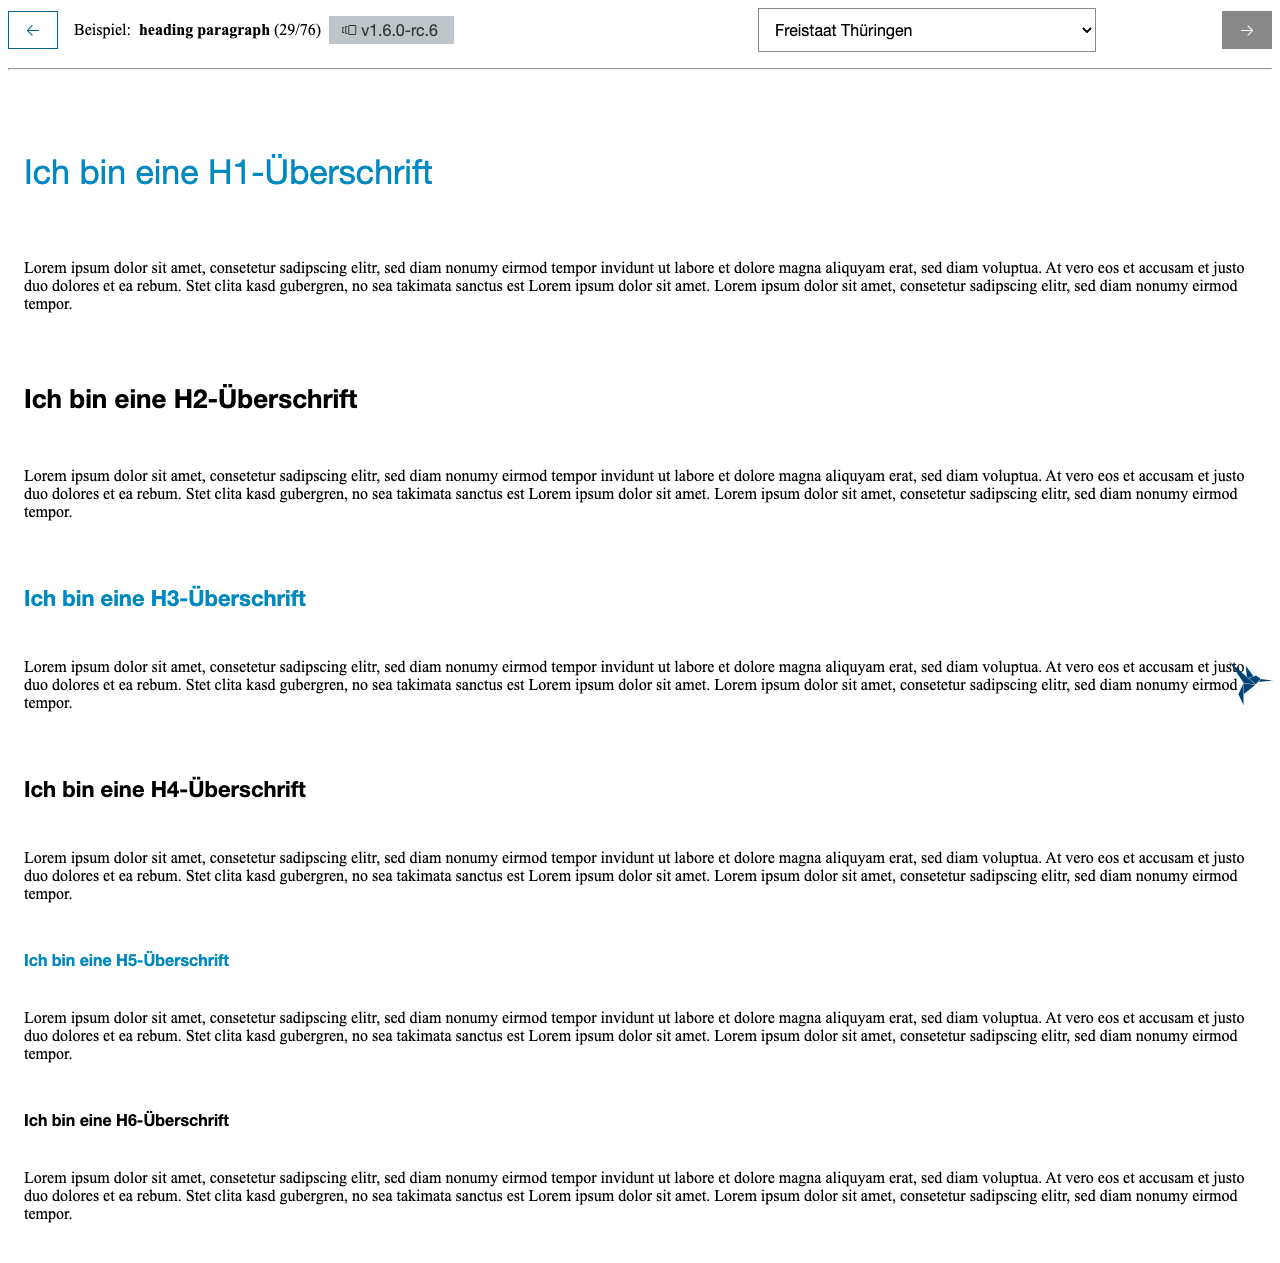 Beispiel: heading paragraph (29/76) v1.6.0-rc.6 Freistaat Thüringen
Ich bin eine H1-Überschrift
Lorem ipsum dolor sit amet, consetetur sadipscing elitr, sed diam nonumy eirmod tempor invidunt ut labore et dolore magna aliquyam erat, sed diam voluptua. At vero eos et accusam et justo
duo dolores et ea rebum. Stet clita kasd gubergren, no sea takimata sanctus est Lorem ipsum dolor sit amet. Lorem ipsum dolor sit amet, consetetur sadipscing elitr, sed diam nonumy eirmod
tempor.
Ich bin eine H2-Überschrift
Lorem ipsum dolor sit amet, consetetur sadipscing elitr, sed diam nonumy eirmod tempor invidunt ut labore et dolore magna aliquyam erat, sed diam voluptua. At vero eos et accusam et justo
duo dolores et ea rebum. Stet clita kasd gubergren, no sea takimata sanctus est Lorem ipsum dolor sit amet. Lorem ipsum dolor sit amet, consetetur sadipscing elitr, sed diam nonumy eirmod
tempor.
Ich bin eine H3-Überschrift
Lorem ipsum dolor sit amet, consetetur sadipscing elitr, sed diam nonumy eirmod tempor invidunt ut labore et dolore magna aliquyam erat, sed diam voluptua. At vero eos et accusam et justo
duo dolores et ea rebum. Stet clita kasd gubergren, no sea takimata sanctus est Lorem ipsum dolor sit amet. Lorem ipsum dolor sit amet, consetetur sadipscing elitr, sed diam nonumy eirmod
tempor.
Ich bin eine H4-Überschrift
Lorem ipsum dolor sit amet, consetetur sadipscing elitr, sed diam nonumy eirmod tempor invidunt ut labore et dolore magna aliquyam erat, sed diam voluptua. At vero eos et accusam et justo
duo dolores et ea rebum. Stet clita kasd gubergren, no sea takimata sanctus est Lorem ipsum dolor sit amet. Lorem ipsum dolor sit amet, consetetur sadipscing elitr, sed diam nonumy eirmod
tempor.
Ich bin eine H5-Überschrift
Lorem ipsum dolor sit amet, consetetur sadipscing elitr, sed diam nonumy eirmod tempor invidunt ut labore et dolore magna aliquyam erat, sed diam voluptua. At vero eos et accusam et justo
duo dolores et ea rebum. Stet clita kasd gubergren, no sea takimata sanctus est Lorem ipsum dolor sit amet. Lorem ipsum dolor sit amet, consetetur sadipscing elitr, sed diam nonumy eirmod
tempor.
Ich bin eine H6-Überschrift
Lorem ipsum dolor sit amet, consetetur sadipscing elitr, sed diam nonumy eirmod tempor invidunt ut labore et dolore magna aliquyam erat, sed diam voluptua. At vero eos et accusam et justo
duo dolores et ea rebum. Stet clita kasd gubergren, no sea takimata sanctus est Lorem ipsum dolor sit amet. Lorem ipsum dolor sit amet, consetetur sadipscing elitr, sed diam nonumy eirmod
tempor.